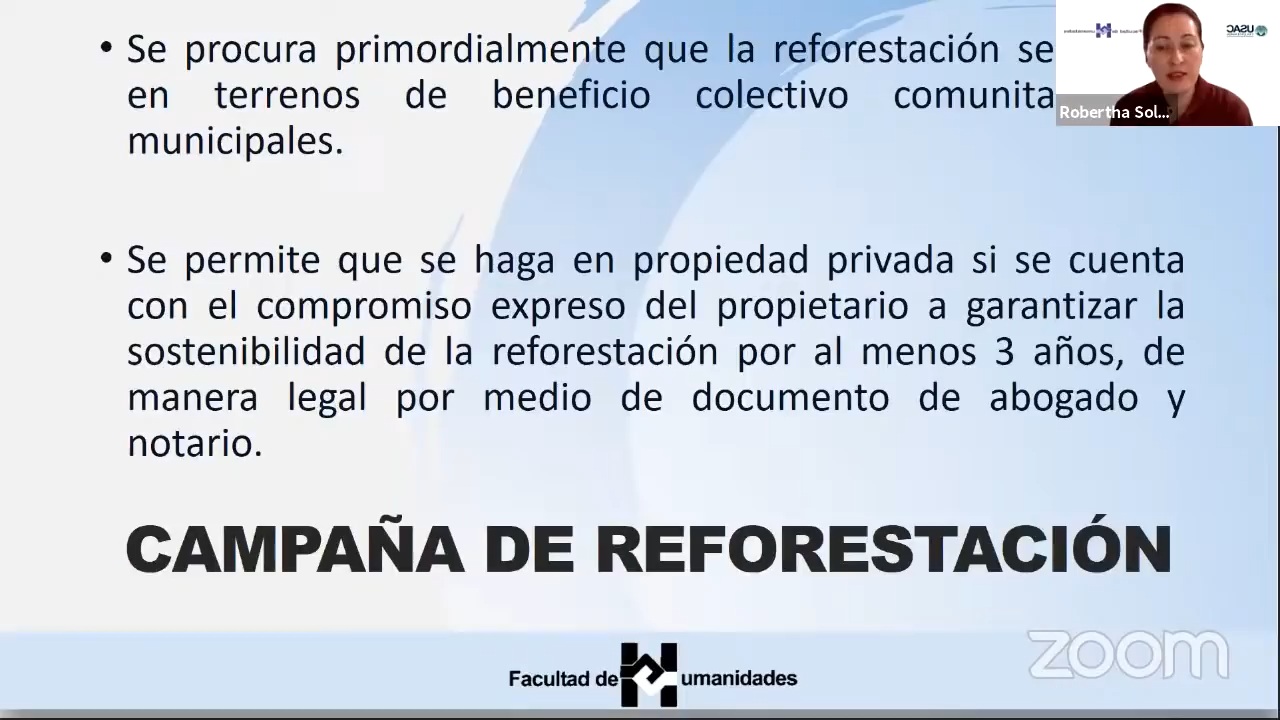 • Se procura primordialmente que la reforestación se
en terrenos de beneficio colectivo comunita
municipales.
• Se permite que se haga en propiedad privada si se cuenta
con el compromiso expreso del propietario a garantizar la
sostenibilidad de la reforestación por al menos 3 años, de
manera legal por medio de documento de abogado y
notario.
CAMPAÑA DE REFORESTACIÓN
Facultad de Humanidades
zoom
USAC
Robertha Sol...